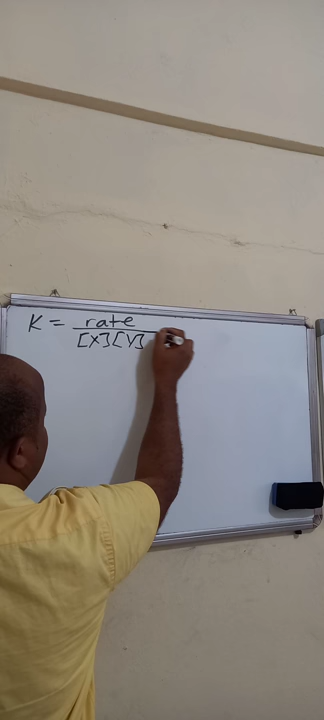 K = rate
[X][Y]